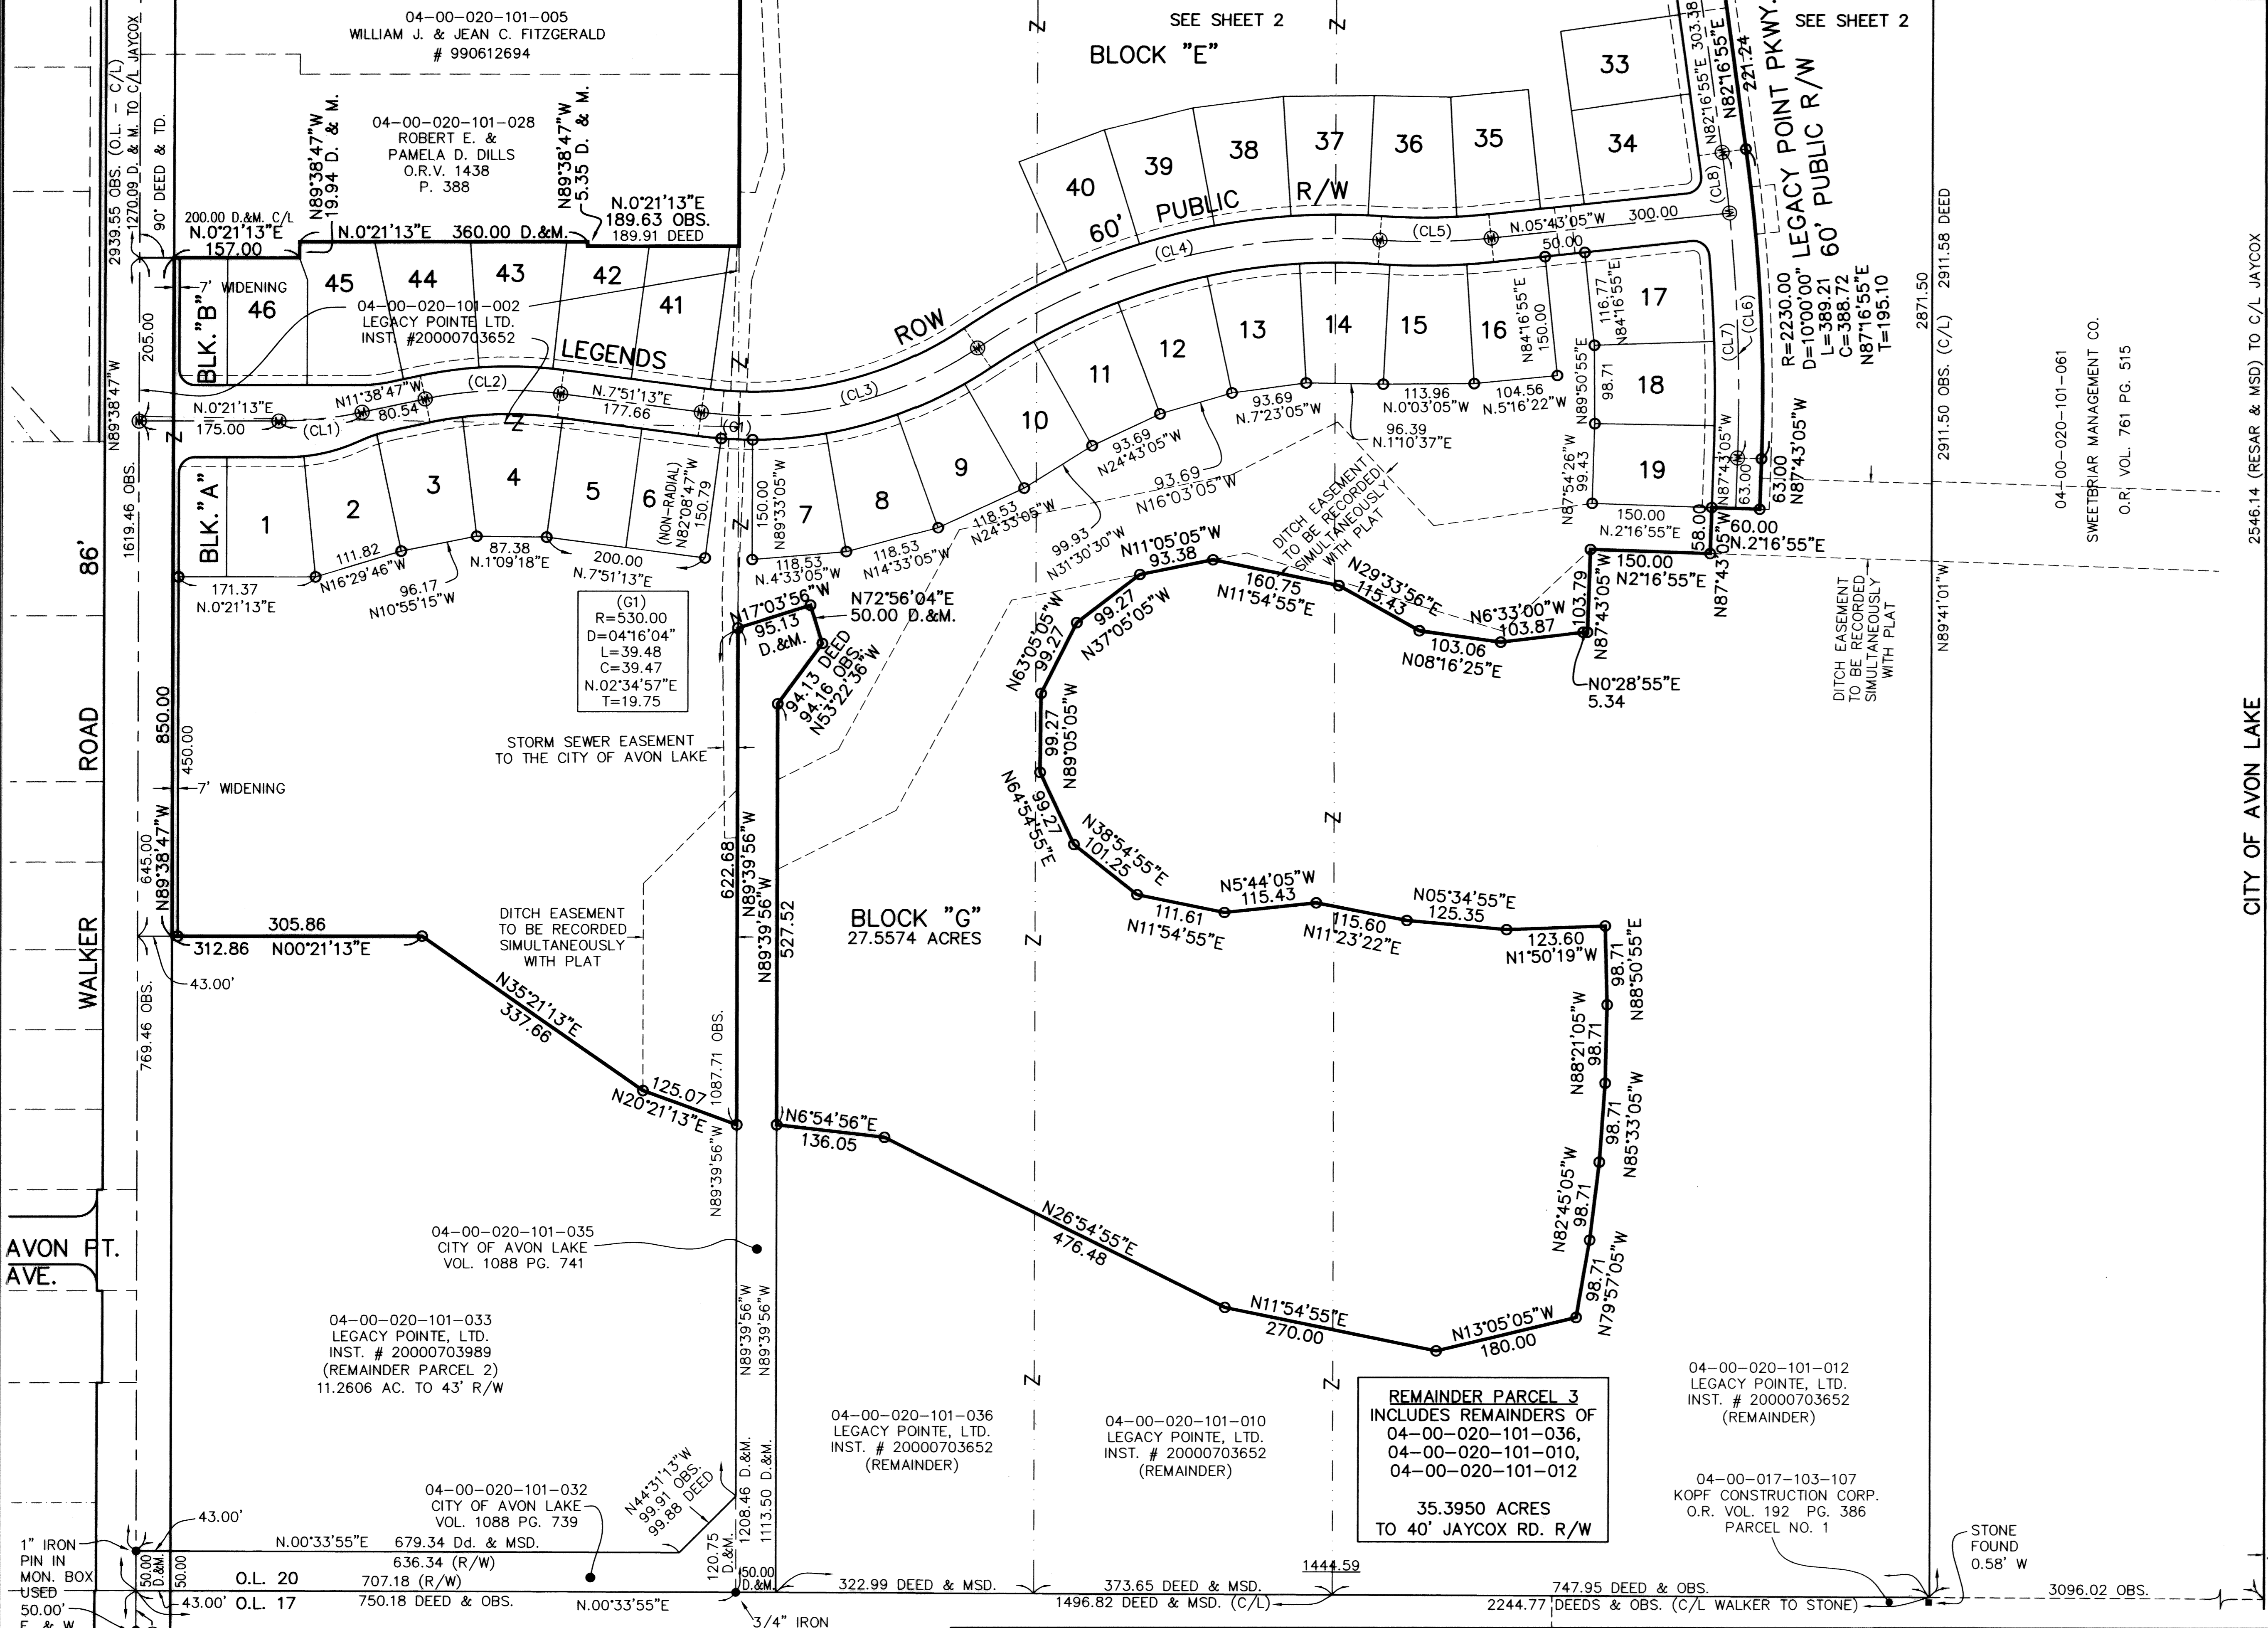 04-00-020-101-005
WILLIAM J. & JEAN C. FITZGERALD
# 990612694
SEE SHEET 2
BLOCK "E"
SEE SHEET 2
04-00-020-101-028
ROBERT E. &
PAMELA D. DILLS
O.R.V. 1438
P. 388
2939.55 OBS. (O.L. - C/L)
1270.09 D. & M. TO C/L JAYCOX
90° DEED & TD.
N89°38'47"W
19.94 D. & M.
N89°38'47"W
5.35 D. & M.
N.0°21'13"E
189.63 OBS.
189.91 DEED
200.00 D.&M. C/L
N.0°21'13"E
157.00
N.0°21'13"E 360.00 D.&M.
7' WIDENING
BLK. "B"
46
45
44
43
42
41
04-00-020-101-002
LEGACY POINTE LTD.
INST. #20000703652
LEGENDS
ROW
60' PUBLIC R/W
40
39
38
37
36
35
34
33
N82°16'55"E 303.38
N82°16'55"E
221.24
LEGACY POINT PKWY.
60' PUBLIC R/W
R=2230.00
D=10°00'00"
L=389.21
C=388.72
N87°16'55"E
T=195.10
205.00
N89°38'47"W
N.0°21'13"E
175.00
(CL1)
N11°38'47"W
80.54
(CL2)
N.7°51'13"E
177.66
(G1)
(CL3)
(CL4)
(CL5)
N.05°43'05"W
300.00
50.00
(CL8)
(CL7)
(CL6)
BLK. "A"
1
2
3
4
5
6
7
8
9
10
11
12
13
14
15
16
17
18
19
171.37
N.0°21'13"E
111.82
N16°29'46"W
96.17
N10°55'15"W
87.38
N.1°09'18"E
200.00
N.7°51'13"E
(NON-RADIAL)
N82°08'47"W
150.79
150.00
N89°33'05"W
118.53
N.4°33'05"W
118.53
N14°33'05"W
118.53
N24°33'05"W
99.93
N31°30'30"W
93.69
N24°43'05"W
93.69
N16°03'05"W
93.69
N.7°23'05"W
96.39
N.1°10'37"E
113.96
N.0°03'05"W
104.56
N.5°16'22"W
N84°16'55"E
150.00
116.77
N84°16'55"E
N89°50'55"E
98.71
N87°54'26"W
99.43
150.00
N.2°16'55"E
N87°43'05"W
63.00
63.00
N87°43'05"W
60.00
N.2°16'55"E
58.00
N87°43'05"W
150.00
N2°16'55"E
103.79
N87°43'05"W
N0°28'55"E
5.34
N6°33'00"W
103.87
103.06
N08°16'25"E
N29°33'56"E
115.43
160.75
N11°54'55"E
N11°05'05"W
93.38
99.27
N37°05'05"W
N63°05'05"W
99.27
99.27
N89°05'05"W
99.27
N64°54'55"E
N38°54'55"E
101.25
111.61
N11°54'55"E
N5°44'05"W
115.43
115.60
N11°23'22"E
N05°34'55"E
125.35
123.60
N1°50'19"W
98.71
N88°50'55"E
N88°21'05"W
98.71
98.71
N85°33'05"W
N82°45'05"W
98.71
98.71
N79°57'05"W
N13°05'05"W
180.00
N11°54'55"E
270.00
N26°54'55"E
476.48
N6°54'56"E
136.05
DITCH EASEMENT
TO BE RECORDED
SIMULTANEOUSLY
WITH PLAT
DITCH EASEMENT
TO BE RECORDED
SIMULTANEOUSLY
WITH PLAT
(G1)
R=530.00
D=04°16'04"
L=39.48
C=39.47
N.02°34'57"E
T=19.75
N17°03'56"W
95.13
D.&M.
N72°56'04"E
50.00 D.&M.
94.13 DEED
94.16 OBS.
N53°22'36"W
STORM SEWER EASEMENT
TO THE CITY OF AVON LAKE
622.68
N89°39'56"W
N89°39'56"W
527.52
BLOCK "G"
27.5574 ACRES
DITCH EASEMENT
TO BE RECORDED
SIMULTANEOUSLY
WITH PLAT
WALKER ROAD 86'
1619.46 OBS.
850.00
450.00
7' WIDENING
645.00
N89°38'47"W
769.46 OBS.
305.86
312.86 N00°21'13"E
43.00'
N35°21'13"E
337.66
125.07
N20°21'13"E
N89°39'56"W 1087.71 OBS.
AVON PT.
AVE.
04-00-020-101-035
CITY OF AVON LAKE
VOL. 1088 PG. 741
04-00-020-101-033
LEGACY POINTE, LTD.
INST. # 20000703989
(REMAINDER PARCEL 2)
11.2606 AC. TO 43' R/W
N89°39'56"W
N89°39'56"W
1208.46 D.&M.
1113.50 D.&M.
04-00-020-101-036
LEGACY POINTE, LTD.
INST. # 20000703652
(REMAINDER)
04-00-020-101-010
LEGACY POINTE, LTD.
INST. # 20000703652
(REMAINDER)
REMAINDER PARCEL 3
INCLUDES REMAINDERS OF
04-00-020-101-036,
04-00-020-101-010,
04-00-020-101-012
35.3950 ACRES
TO 40' JAYCOX RD. R/W
04-00-020-101-012
LEGACY POINTE, LTD.
INST. # 20000703652
(REMAINDER)
04-00-017-103-107
KOPF CONSTRUCTION CORP.
O.R. VOL. 192 PG. 386
PARCEL NO. 1
STONE
FOUND
0.58' W
04-00-020-101-032
CITY OF AVON LAKE
VOL. 1088 PG. 739
N44°31'13"W
99.91 OBS.
99.88 DEED
1" IRON
PIN IN
MON. BOX
USED
50.00'
E. & W.
43.00'
N.00°33'55"E 679.34 Dd. & MSD.
636.34 (R/W)
50.00
D.&M.
50.00
O.L. 20
707.18 (R/W)
43.00'
O.L. 17
750.18 DEED & OBS.
N.00°33'55"E
120.75
D.&M.
50.00
D.&M.
3/4" IRON
322.99 DEED & MSD.
373.65 DEED & MSD.
1496.82 DEED & MSD. (C/L)
1444.59
747.95 DEED & OBS.
2244.77 DEEDS & OBS. (C/L WALKER TO STONE)
3096.02 OBS.
2871.50
2911.50 OBS. (C/L) 2911.58 DEED
N89°41'01"W
04-00-020-101-061
SWEETBRIAR MANAGEMENT CO.
O.R. VOL. 761 PG. 515
2546.14 (RESAR & MSD) TO C/L JAYCOX
CITY OF AVON LAKE